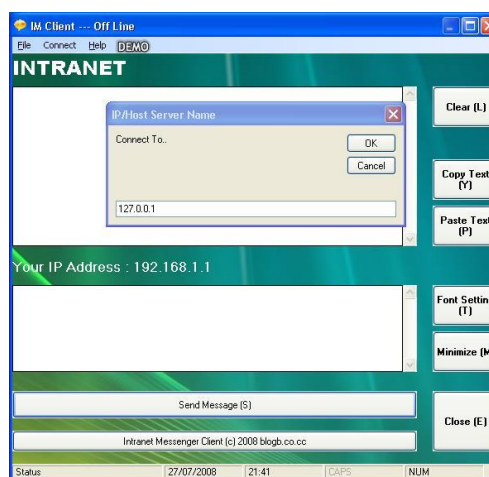 IM Client --- Off Line
File Connect Help DEMO
INTRANET
IP/Host Server Name
Connect To..
OK
Cancel
127.0.0.1
Clear (L)
Copy Text
(Y)
Paste Text
(P)
Your IP Address : 192.168.1.1
Font Settin
(T)
Minimize (M
Send Message (S)
Close (E)
Intranet Messenger Client (c) 2008 blogb.co.cc
Status 27/07/2008 21:41 CAPS NUM